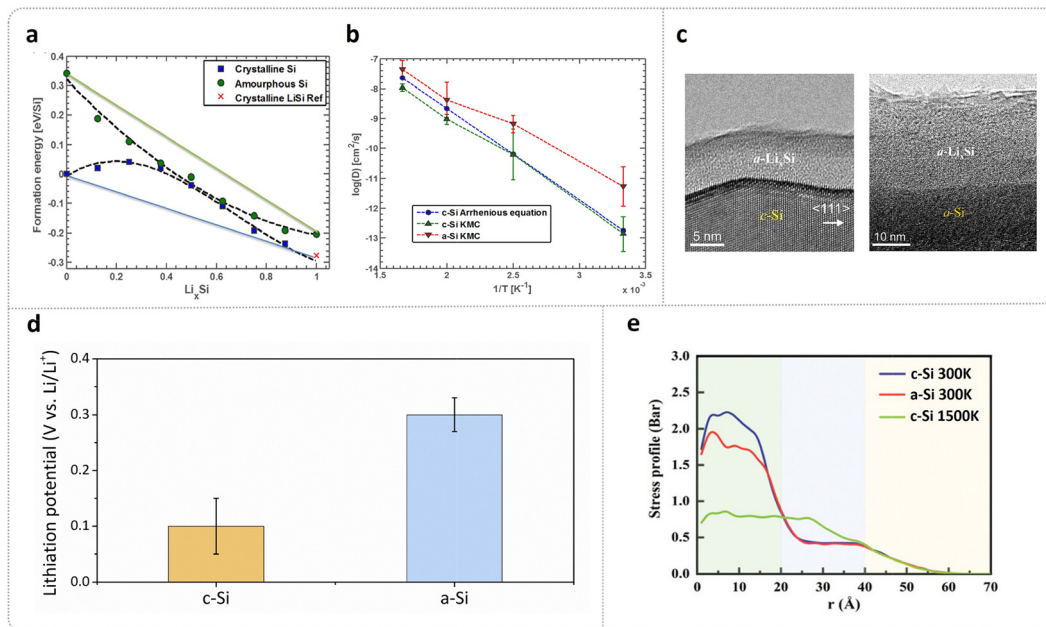 a
Formation energy [eV/Si]
0.4
0.3
0.2
0.1
0
-0.1
-0.2
-0.3
Crystalline Si
Amourphous Si
Crystalline LiSi Ref
0
0.2
0.4
0.6
0.8
1
LiₓSi
b
log(D) [cm²/s]
-7
-8
-9
-10
-11
-12
-13
-14
c-Si Arrhenious equation
c-Si KMC
a-Si KMC
1.5
2
2.5
3
3.5
x 10⁻³
1/T [K⁻¹]
c
a-LiₓSi
c-Si
<111>
5 nm
a-LiₓSi
a-Si
10 nm
d
Lithiation potential (V vs. Li/Li⁺)
0.4
0.3
0.2
0.1
0.0
c-Si
a-Si
e
Stress profile (Bar)
3.0
2.5
2.0
1.5
1.0
0.5
0.0
c-Si 300K
a-Si 300K
c-Si 1500K
0
10
20
30
40
50
60
70
r (Å)